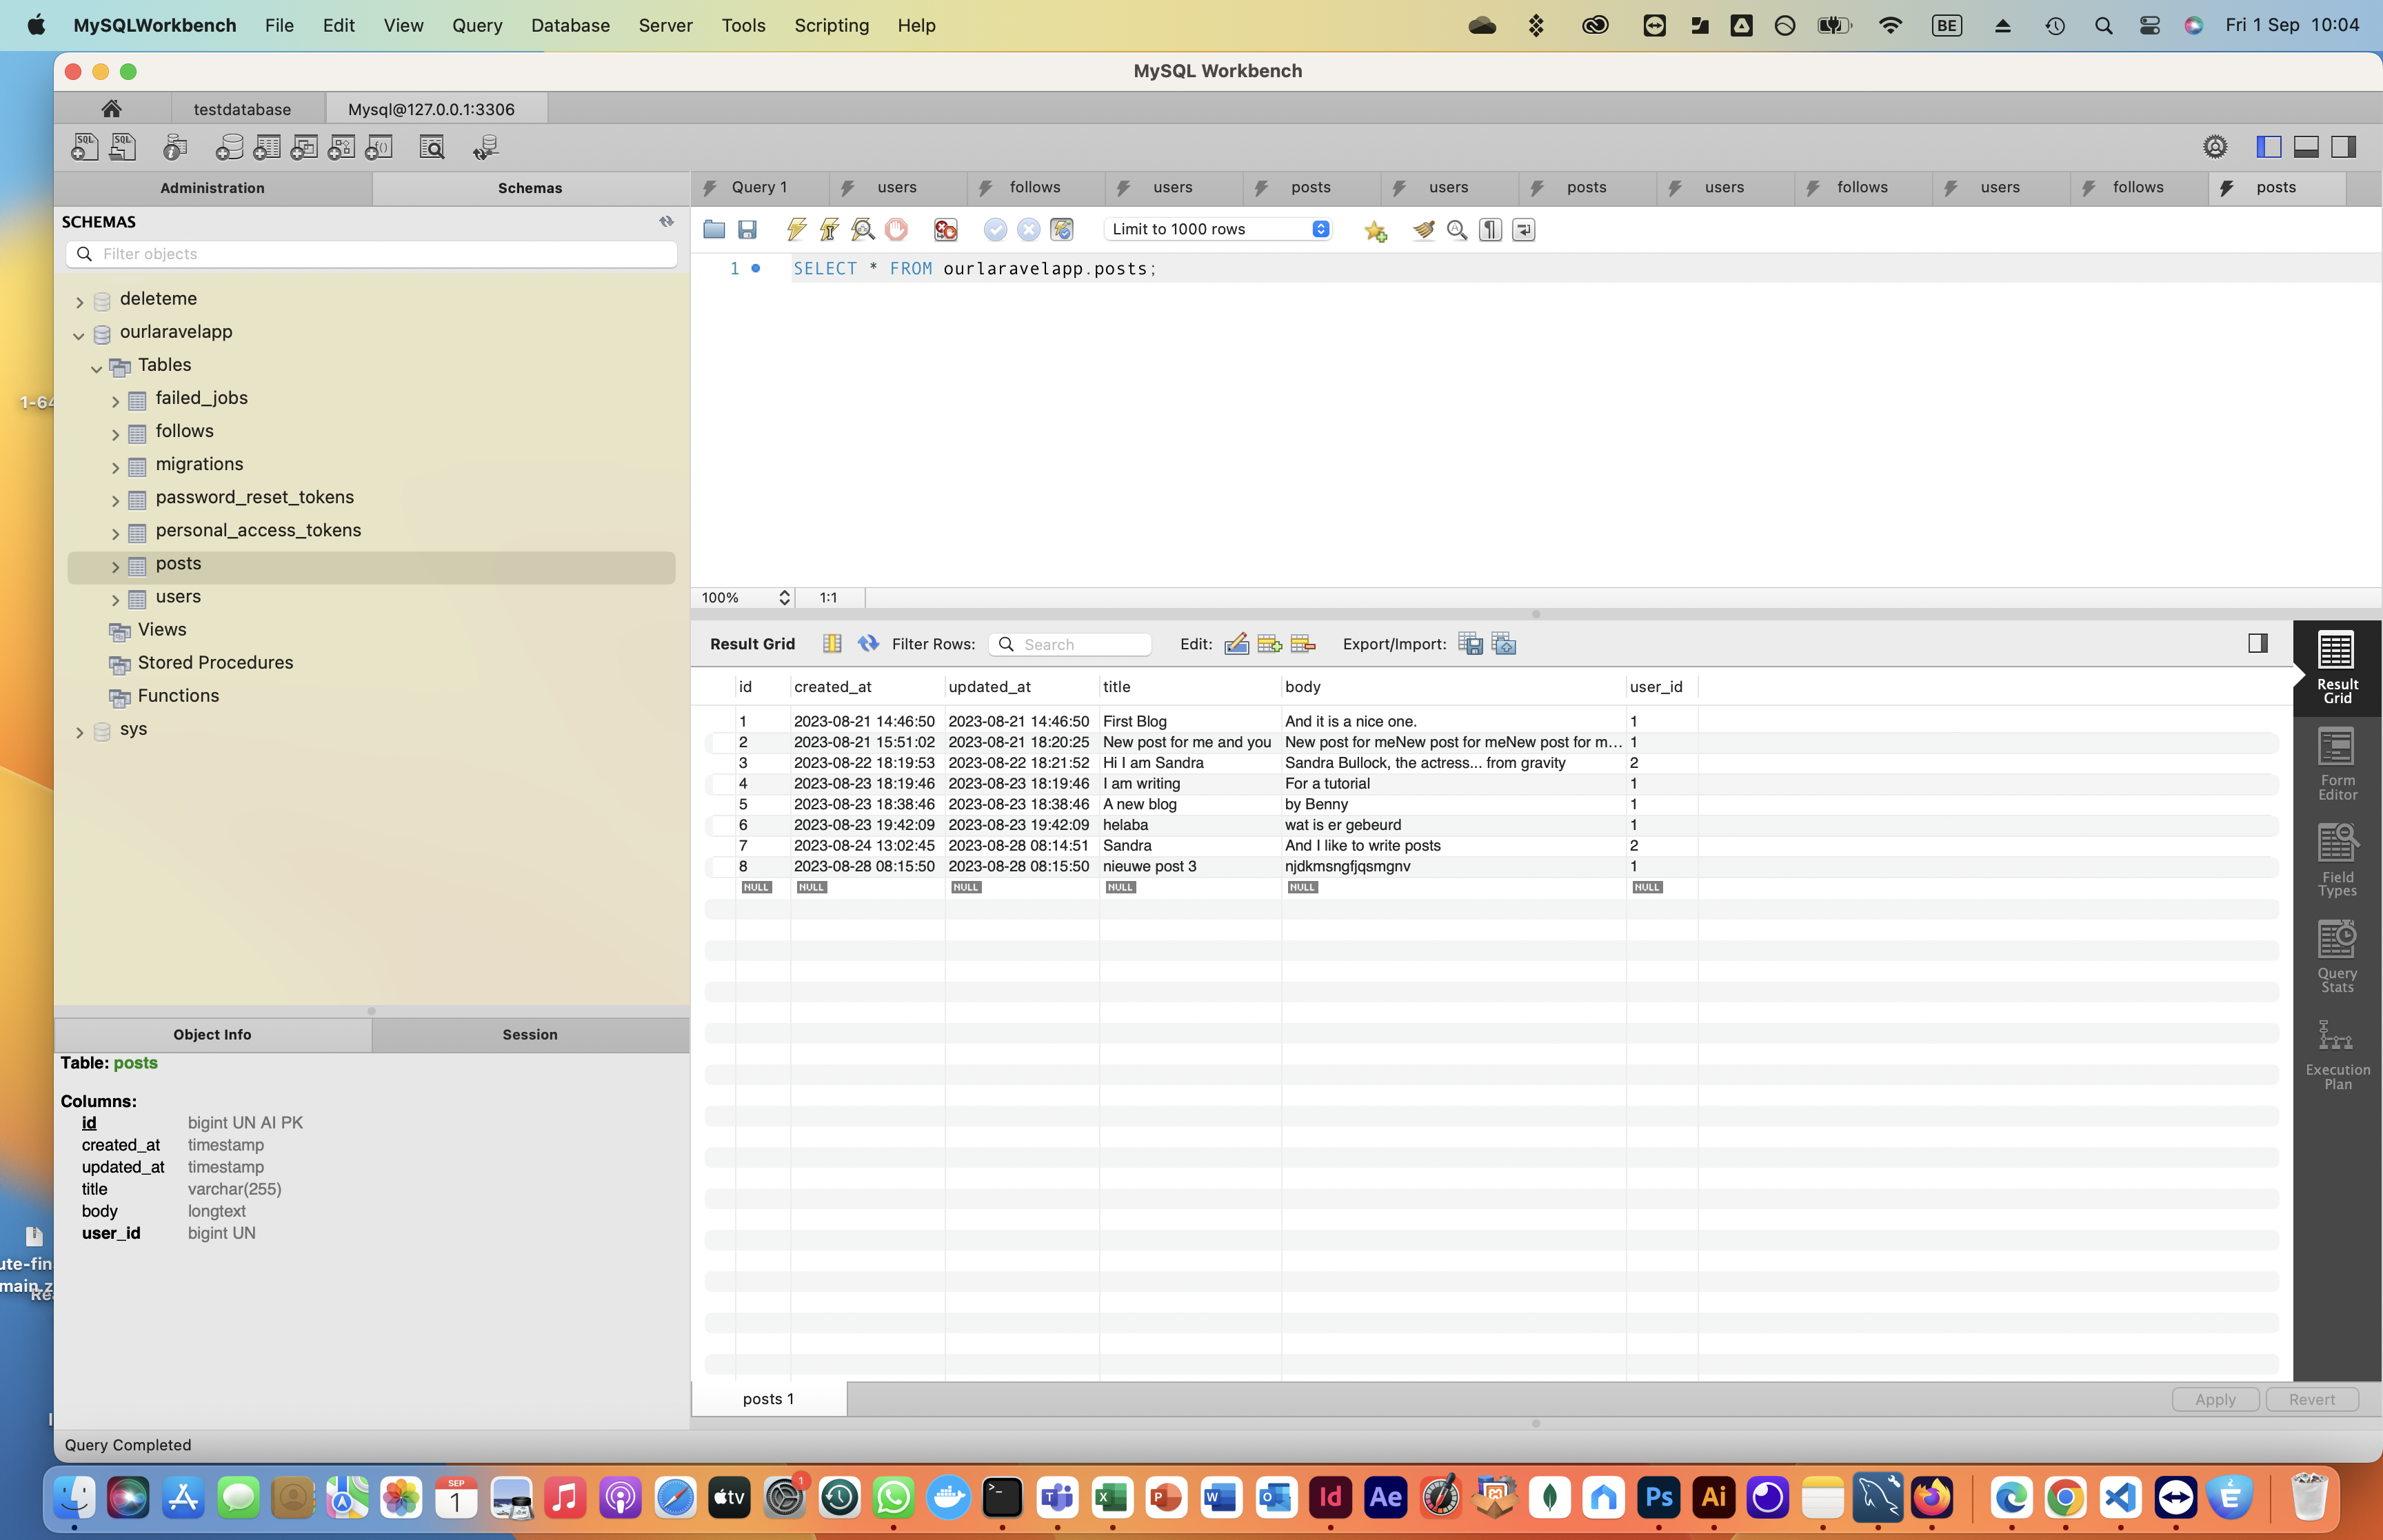 MySQLWorkbench File Edit View Query Database Server Tools Scripting Help BE Fri 1 Sep 10:04
MySQL Workbench
testdatabase Mysql@127.0.0.1:3306
SQL SQL
Administration Schemas
Query 1 users follows users posts users posts users follows users follows posts
SCHEMAS
Filter objects
Limit to 1000 rows
1 SELECT * FROM ourlaravelapp.posts;
deleteme
ourlaravelapp
Tables
failed_jobs
follows
migrations
password_reset_tokens
personal_access_tokens
posts
users
Views
Stored Procedures
Functions
sys
100% 1:1
Result Grid Filter Rows: Search Edit: Export/Import:
id created_at updated_at title body user_id
1 2023-08-21 14:46:50 2023-08-21 14:46:50 First Blog And it is a nice one. 1
2 2023-08-21 15:51:02 2023-08-21 18:20:25 New post for me and you New post for meNew post for meNew post for m... 1
3 2023-08-22 18:19:53 2023-08-22 18:21:52 Hi I am Sandra Sandra Bullock, the actress... from gravity 2
4 2023-08-23 18:19:46 2023-08-23 18:19:46 I am writing For a tutorial 1
5 2023-08-23 18:38:46 2023-08-23 18:38:46 A new blog by Benny 1
6 2023-08-23 19:42:09 2023-08-23 19:42:09 helaba wat is er gebeurd 1
7 2023-08-24 13:02:45 2023-08-28 08:14:51 Sandra And I like to write posts 2
8 2023-08-28 08:15:50 2023-08-28 08:15:50 nieuwe post 3 njdkmsngfjqsmgnv 1
NULL NULL NULL NULL NULL NULL
Result
Grid
Form
Editor
Field
Types
Query
Stats
Execution
Plan
Object Info Session
Table: posts
Columns:
id bigint UN AI PK
created_at timestamp
updated_at timestamp
title varchar(255)
body longtext
user_id bigint UN
posts 1 Apply Revert
Query Completed
1-64
ute-fin
main.z
SEP
1
tv
1
Id Ae Ps Ai